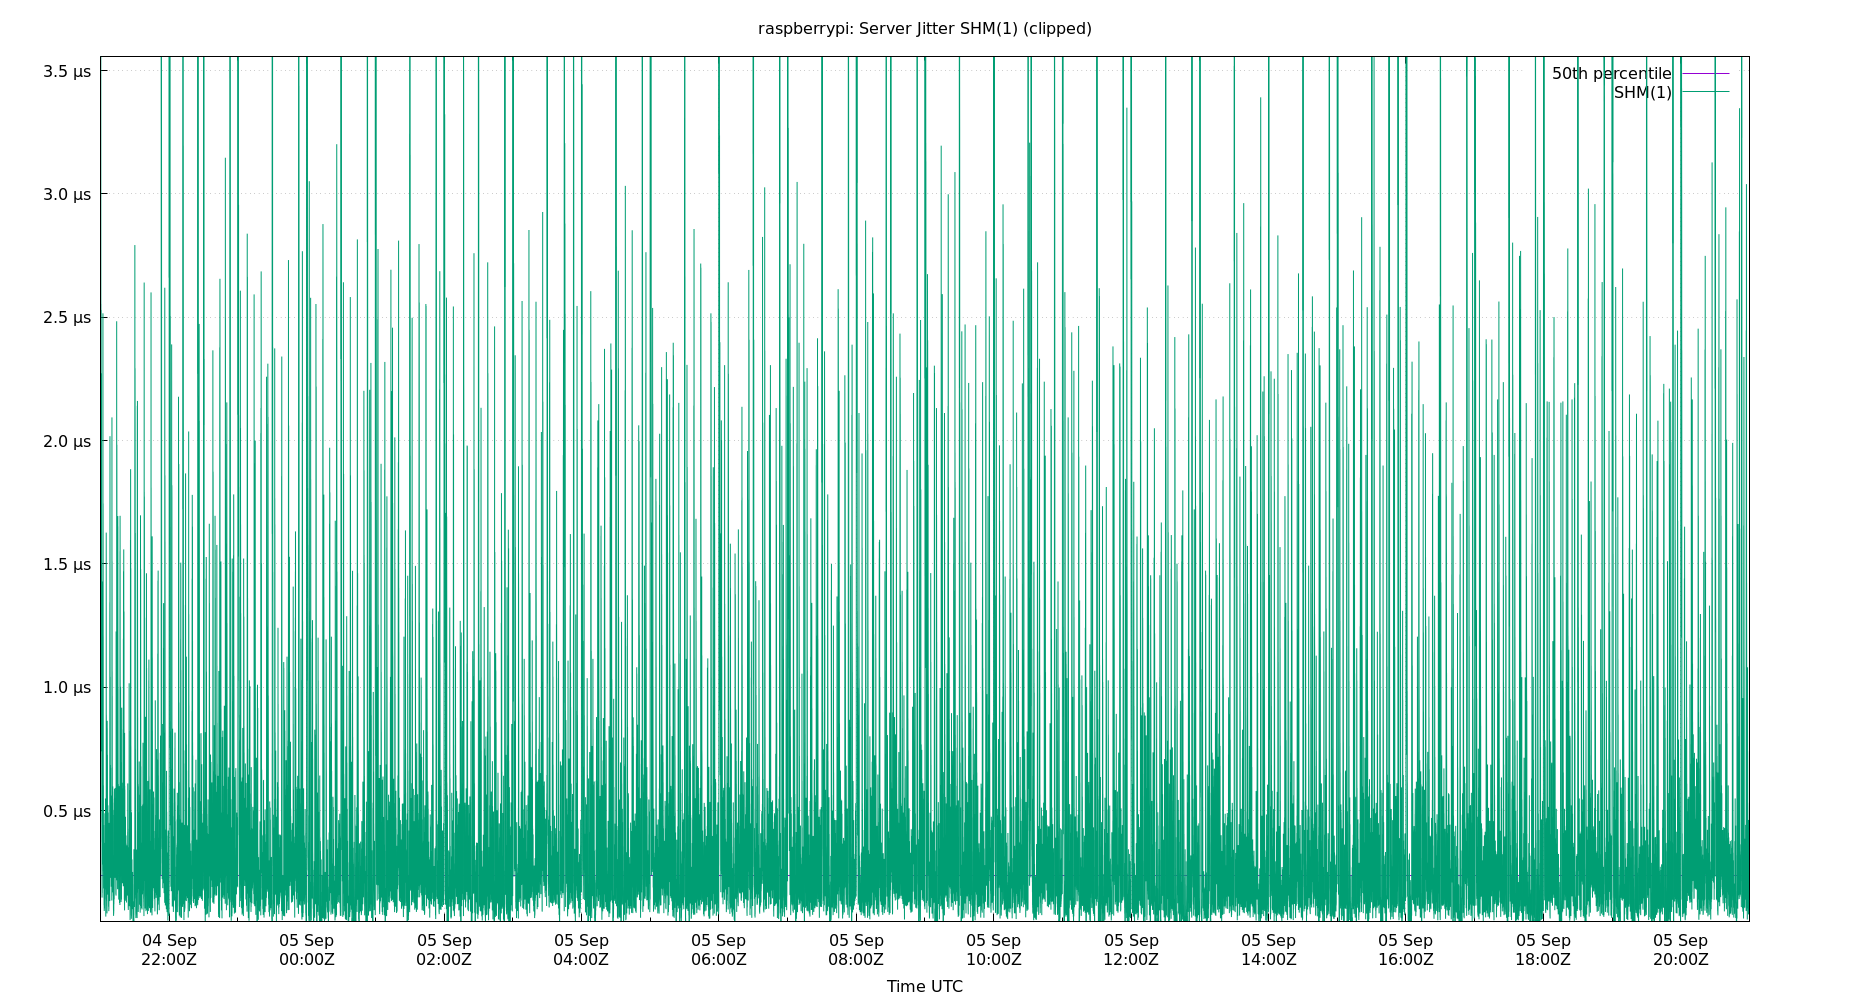 raspberrypi: Server Jitter SHM(1) (clipped)
3.5 μs
3.0 μs
2.5 μs
2.0 μs
1.5 μs
1.0 μs
0.5 μs
50th percentile
SHM(1)
04 Sep 05 Sep 05 Sep 05 Sep 05 Sep 05 Sep 05 Sep 05 Sep 05 Sep 05 Sep 05 Sep 05 Sep
22:00Z 00:00Z 02:00Z 04:00Z 06:00Z 08:00Z 10:00Z 12:00Z 14:00Z 16:00Z 18:00Z 20:00Z
Time UTC